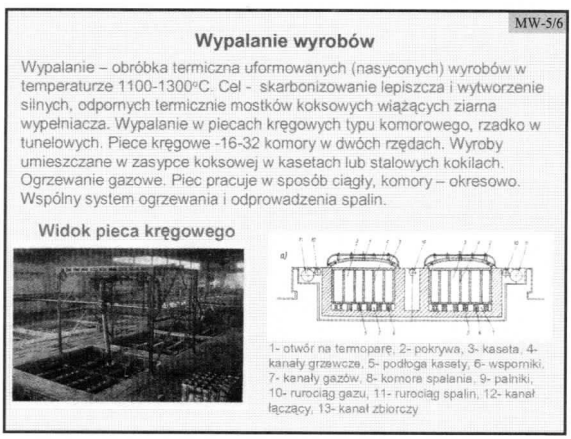 MW-5/6
Wypalanie wyrobów
Wypalanie – obróbka termiczna uformowanych (nasyconych) wyrobów w
temperaturze 1100-1300°C. Cel - skarbonizowanie lepiszcza i wytworzenie
silnych, odpornych termicznie mostków koksowych wiążących ziarna
wypełniacza. Wypalanie w piecach kręgowych typu komorowego, rzadko w
tunelowych. Piece kręgowe -16-32 komory w dwóch rzędach. Wyroby
umieszczane w zasypce koksowej w kasetach lub stalowych kokilach.
Ogrzewanie gazowe. Piec pracuje w sposób ciągły, komory – okresowo.
Wspólny system ogrzewania i odprowadzenia spalin.
Widok pieca kręgowego
a)
1- otwór na termoparę, 2- pokrywa, 3- kaseta, 4-
kanały grzewcze, 5- podłoga kasety, 6- wsporniki,
7- kanały gazów, 8- komora spalania, 9- palniki,
10- rurociąg gazu, 11- rurociąg spalin, 12- kanał
łączący, 13- kanał zbiorczy